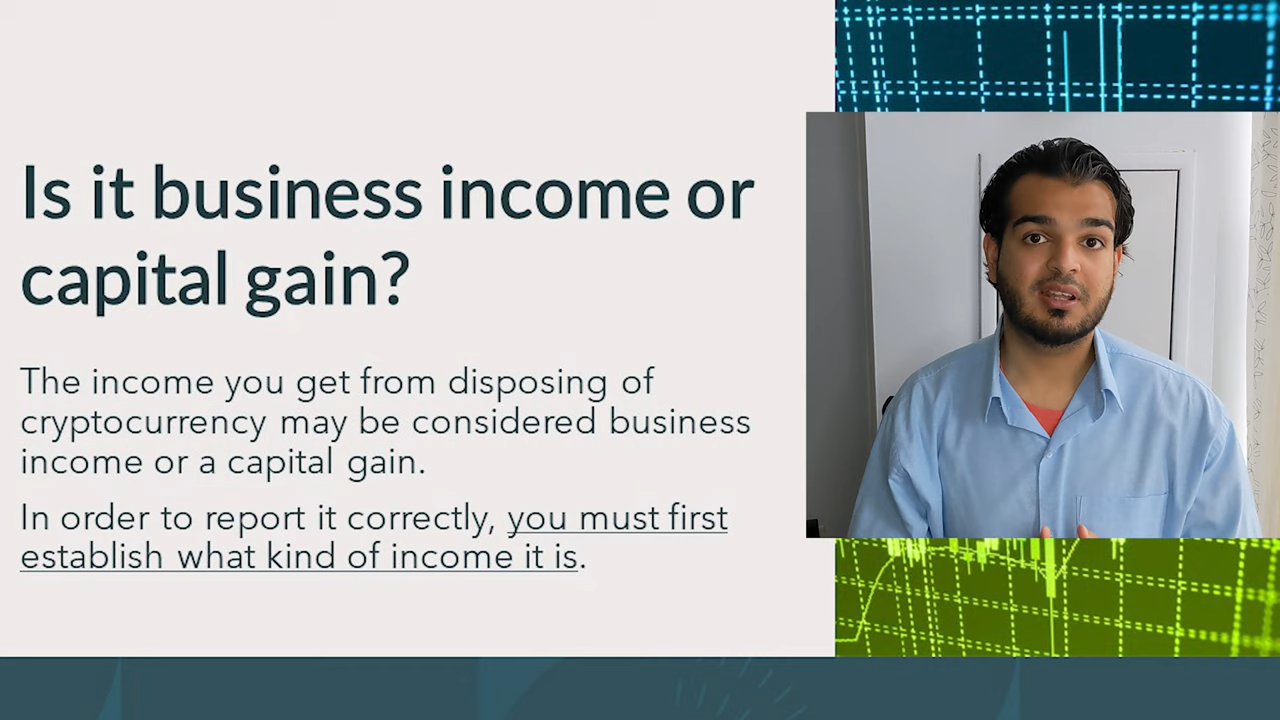 Is it business income or
capital gain?
The income you get from disposing of
cryptocurrency may be considered business
income or a capital gain.
In order to report it correctly, you must first
establish what kind of income it is.